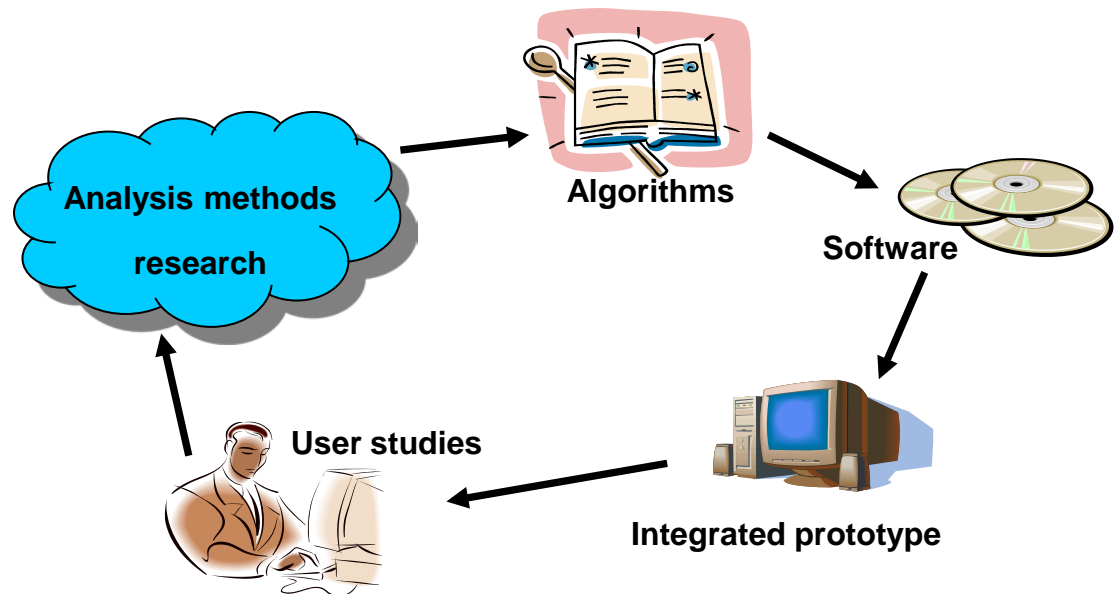 Analysis methods
research
Algorithms
Software
Integrated prototype
User studies